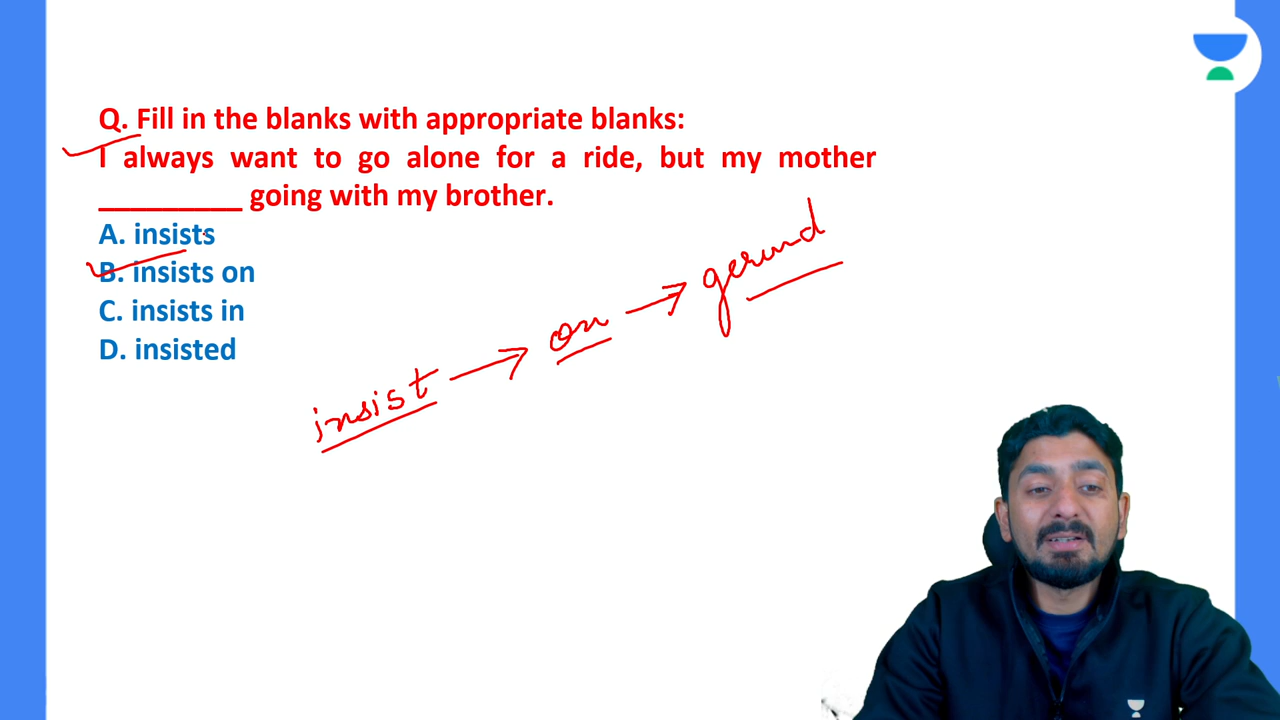 Q. Fill in the blanks with appropriate blanks:
I always want to go alone for a ride, but my mother
_________ going with my brother.
A. insists
B. insists on
C. insists in
D. insisted
insist → on → gerund